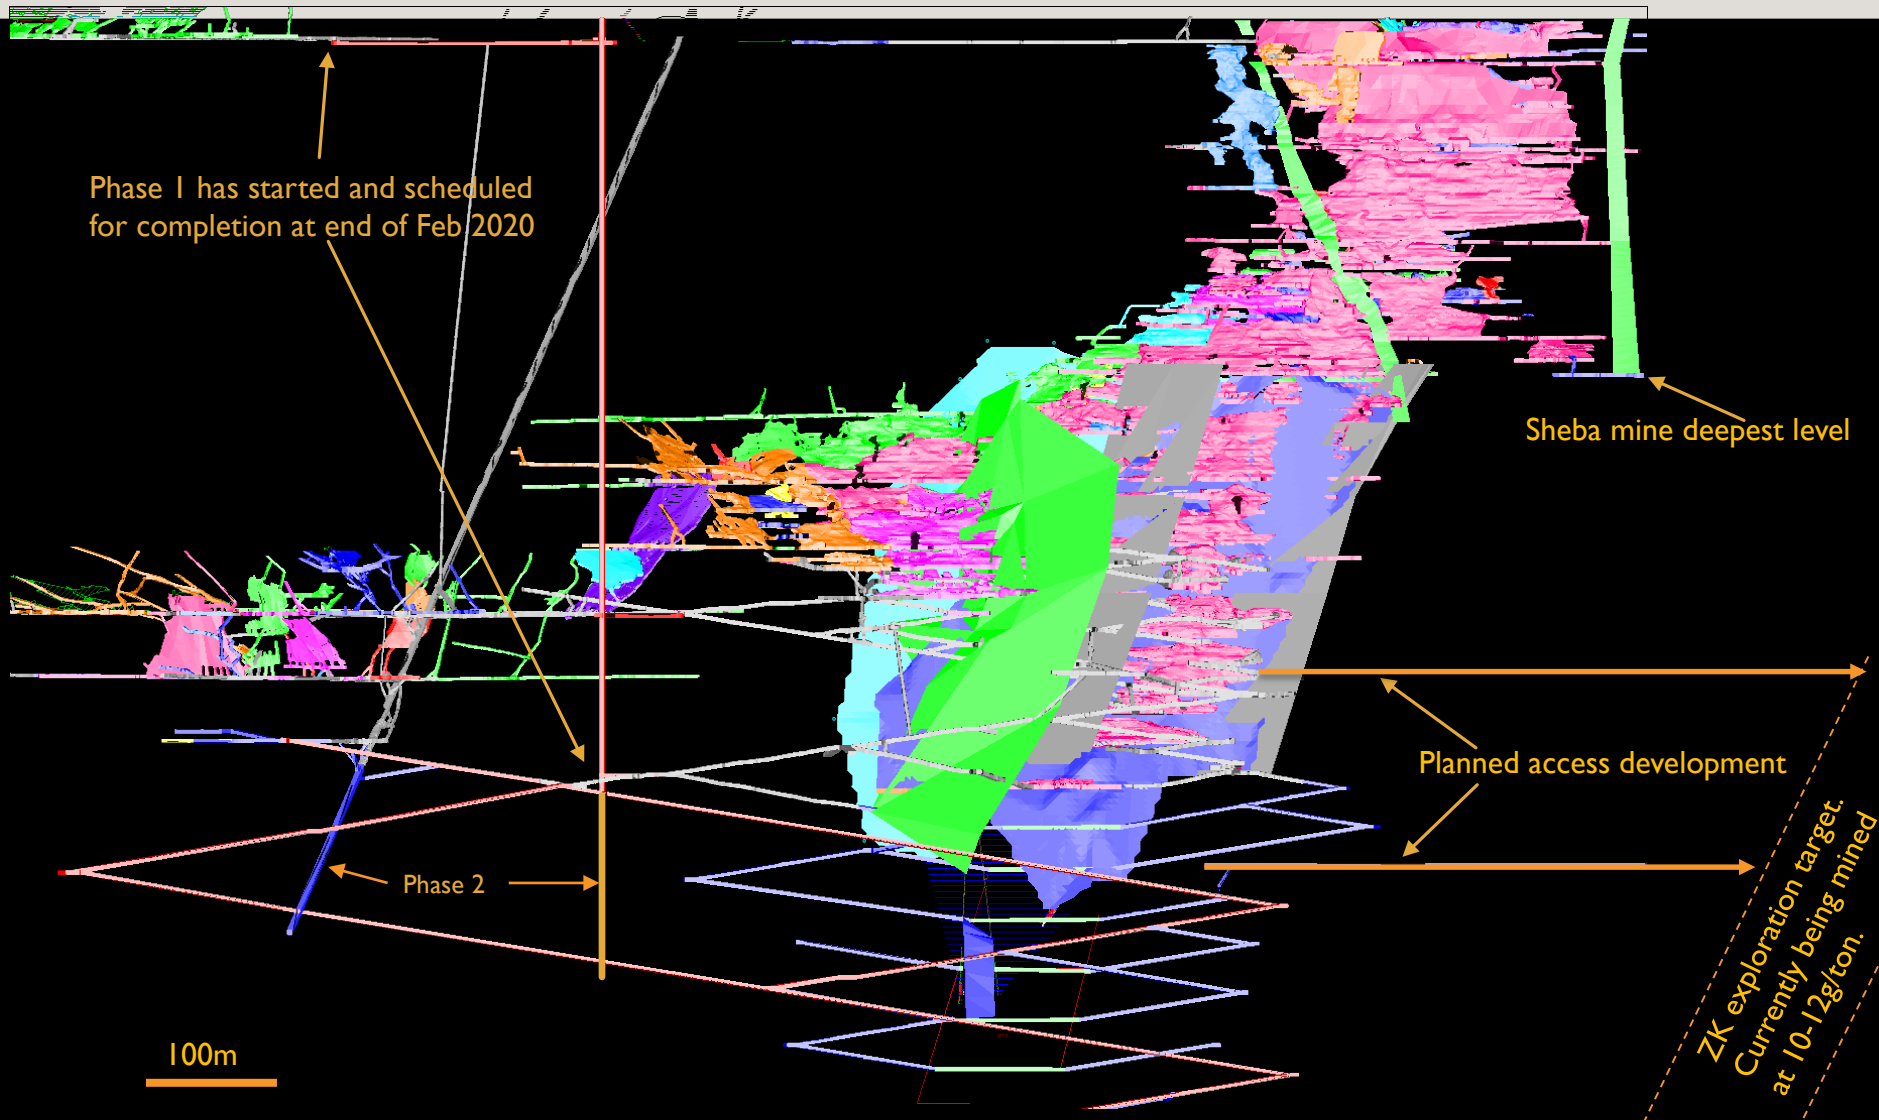 Phase 1 has started and scheduled
for completion at end of Feb 2020
Sheba mine deepest level
Planned access development
Phase 2
ZK exploration target.
Currently being mined
at 10-12g/ton.
100m